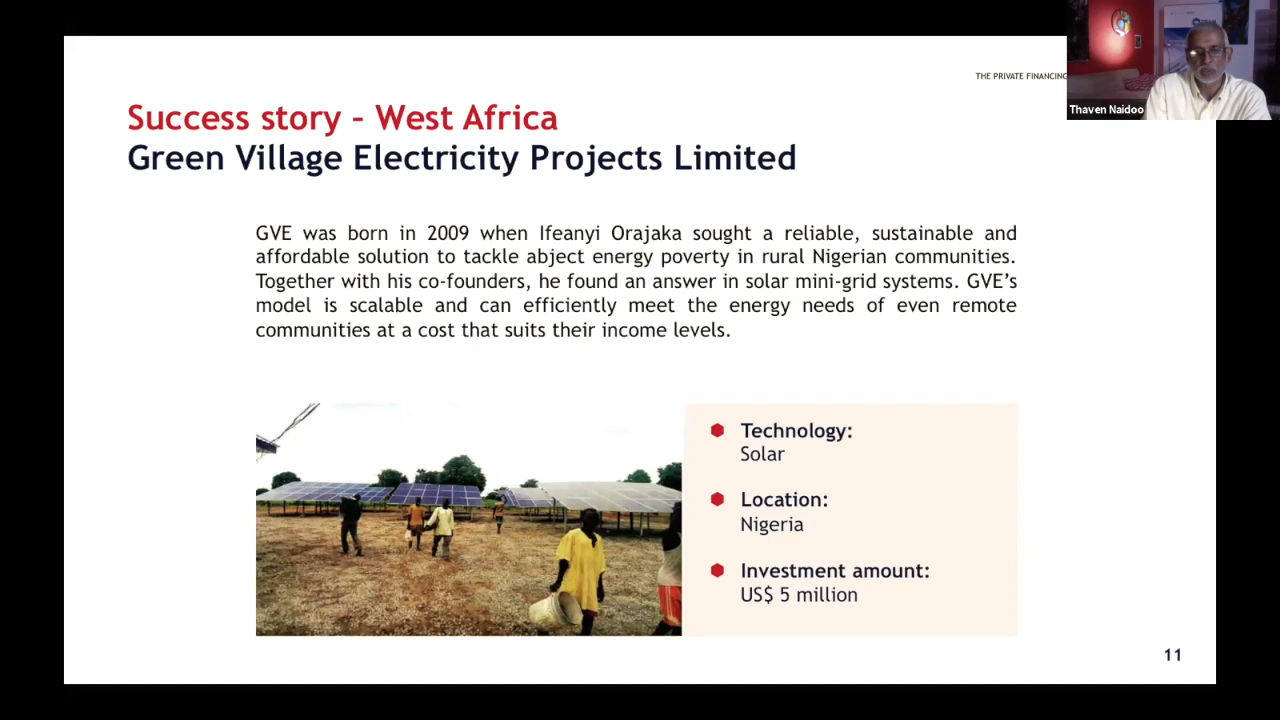 THE PRIVATE FINANCING
Thaven Naidoo
Success story – West Africa
Green Village Electricity Projects Limited
GVE was born in 2009 when Ifeanyi Orajaka sought a reliable, sustainable and
affordable solution to tackle abject energy poverty in rural Nigerian communities.
Together with his co-founders, he found an answer in solar mini-grid systems. GVE's
model is scalable and can efficiently meet the energy needs of even remote
communities at a cost that suits their income levels.
Technology:
Solar
Location:
Nigeria
Investment amount:
US$ 5 million
11